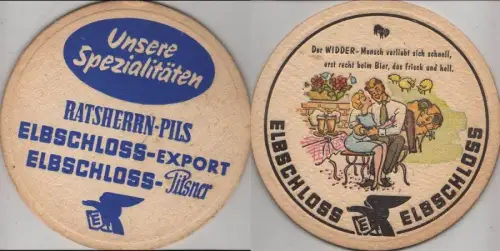 Unsere
Spezialitäten
RATSHERRN-PILS
ELBSCHLOSS-EXPORT
ELBSCHLOSS-Pilsner
E
Der WIDDER-Mensch verliebt sich schnell,
erst recht beim Bier, das frisch und hell.
ELBSCHLOSS
ELBSCHLOSS
E